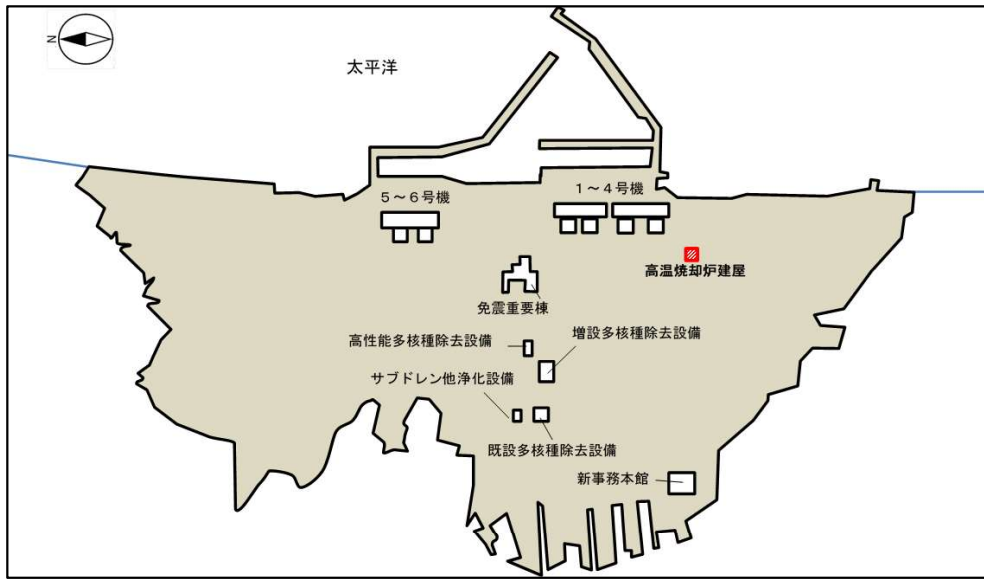 N
太平洋
5～6号機
1～4号機
高温焼却炉建屋
免震重要棟
高性能多核種除去設備
増設多核種除去設備
サブドレン他浄化設備
既設多核種除去設備
新事務本館